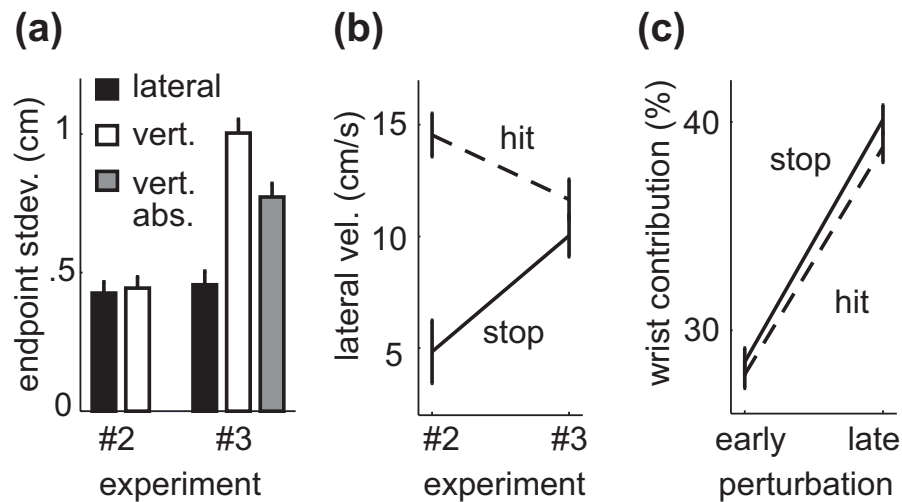 (a)
endpoint stdev. (cm)
1
.5
0
lateral
vert.
vert.
abs.
#2
#3
experiment
(b)
lateral vel. (cm/s)
15
10
5
hit
stop
#2
#3
experiment
(c)
wrist contribution (%)
40
30
stop
hit
early
late
perturbation